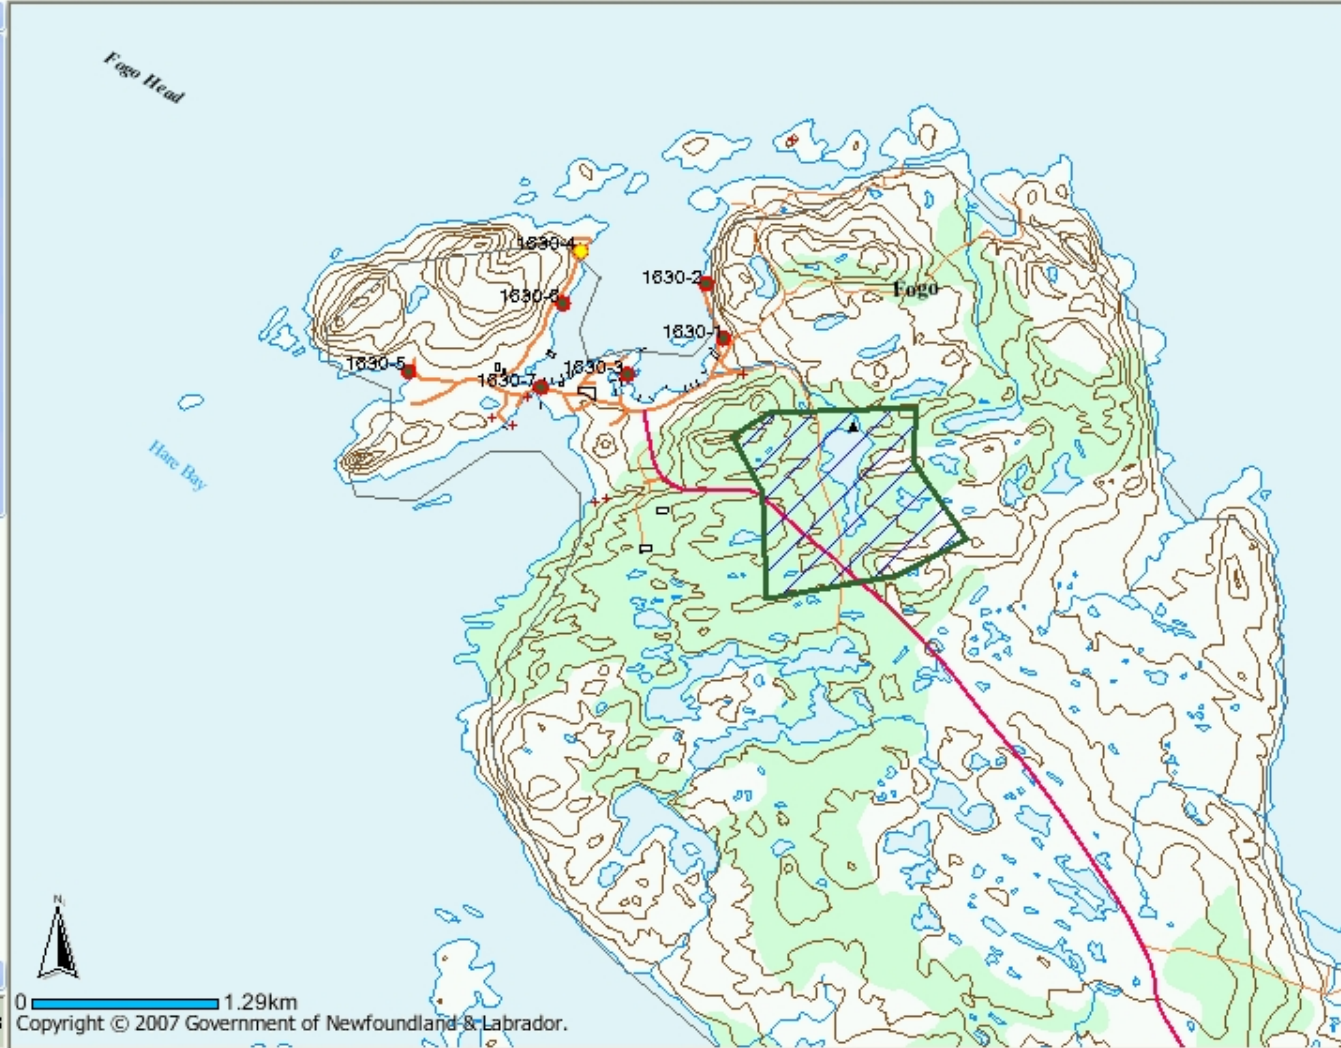 Fogo Head
1630-4
1630-2
1630-6
1630-1
Fogo
1630-5
1630-3
1630-7
Hare Bay
N
0 1.29km
Copyright © 2007 Government of Newfoundland & Labrador.